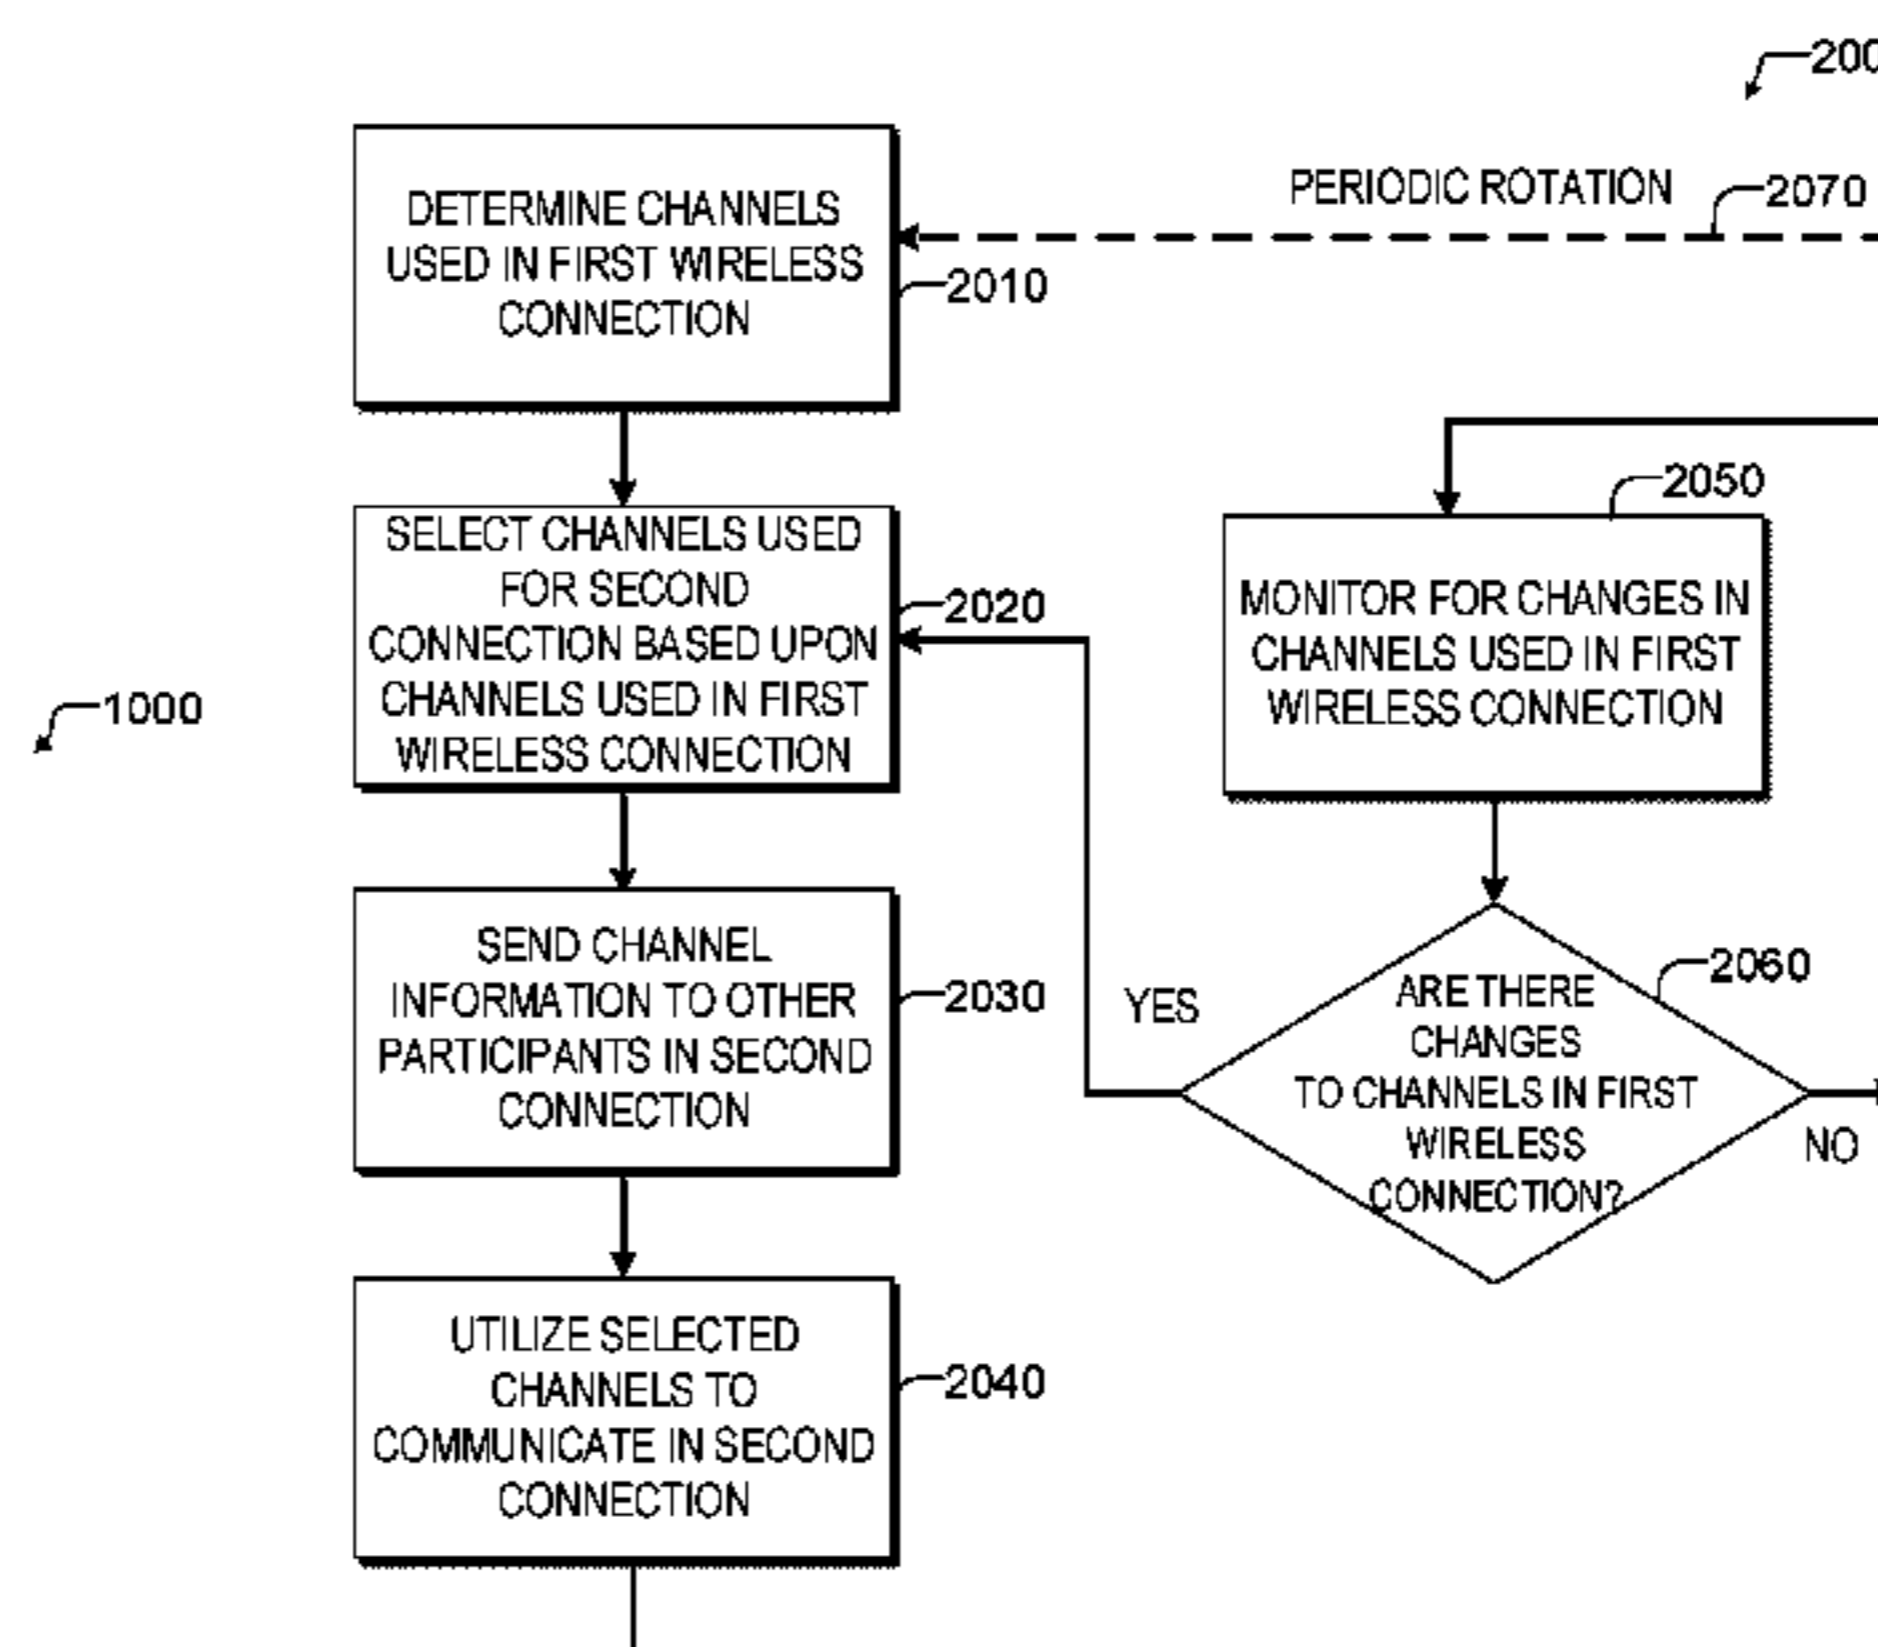 200
PERIODIC ROTATION
2070
DETERMINE CHANNELS
USED IN FIRST WIRELESS
CONNECTION
2010
SELECT CHANNELS USED
FOR SECOND
CONNECTION BASED UPON
CHANNELS USED IN FIRST
WIRELESS CONNECTION
2020
1000
2050
MONITOR FOR CHANGES IN
CHANNELS USED IN FIRST
WIRELESS CONNECTION
SEND CHANNEL
INFORMATION TO OTHER
PARTICIPANTS IN SECOND
CONNECTION
2030
YES
2060
ARE THERE
CHANGES
TO CHANNELS IN FIRST
WIRELESS
CONNECTION?
NO
UTILIZE SELECTED
CHANNELS TO
COMMUNICATE IN SECOND
CONNECTION
2040